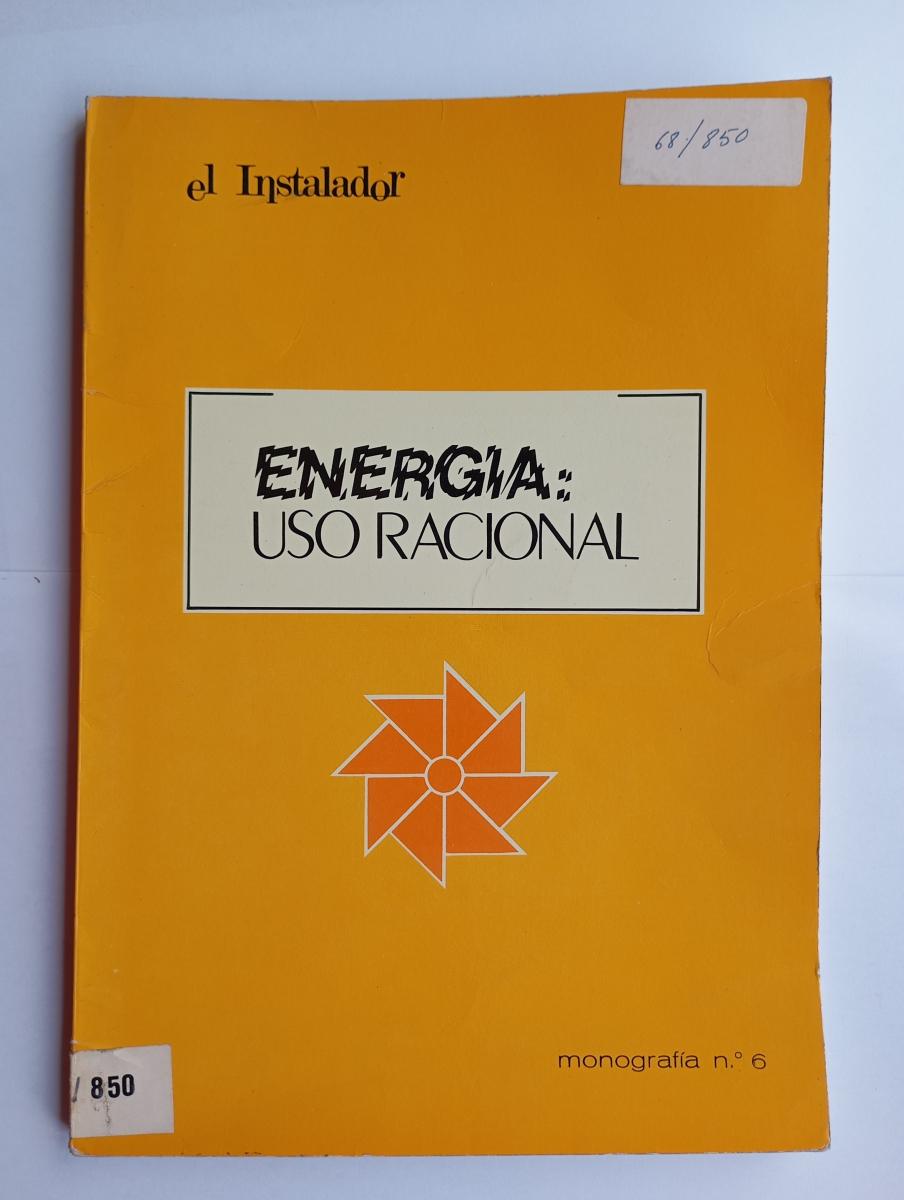 68/850
el Instalador
ENERGIA:
USO RACIONAL
monografía n.º 6
/ 850